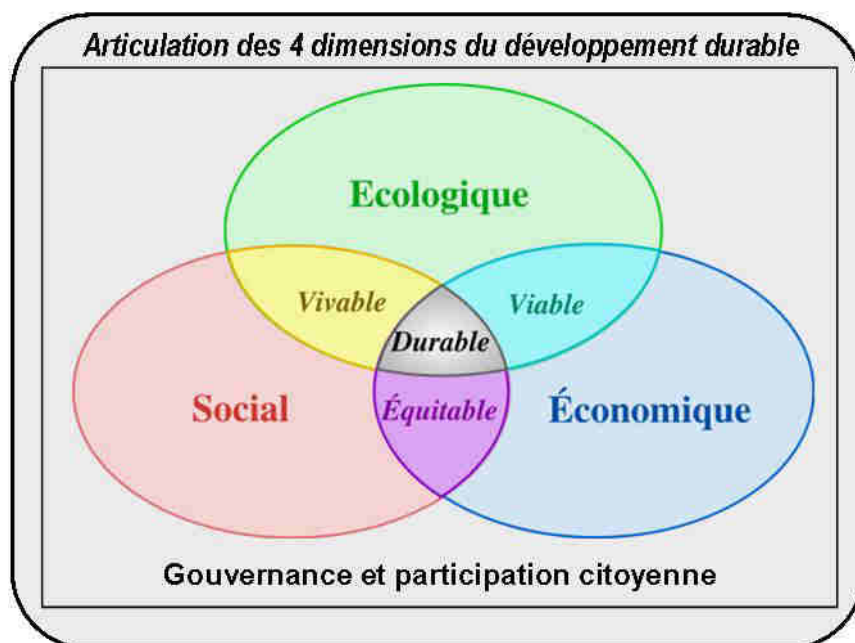 Articulation des 4 dimensions du développement durable
Ecologique
Vivable
Viable
Durable
Social
Équitable
Économique
Gouvernance et participation citoyenne